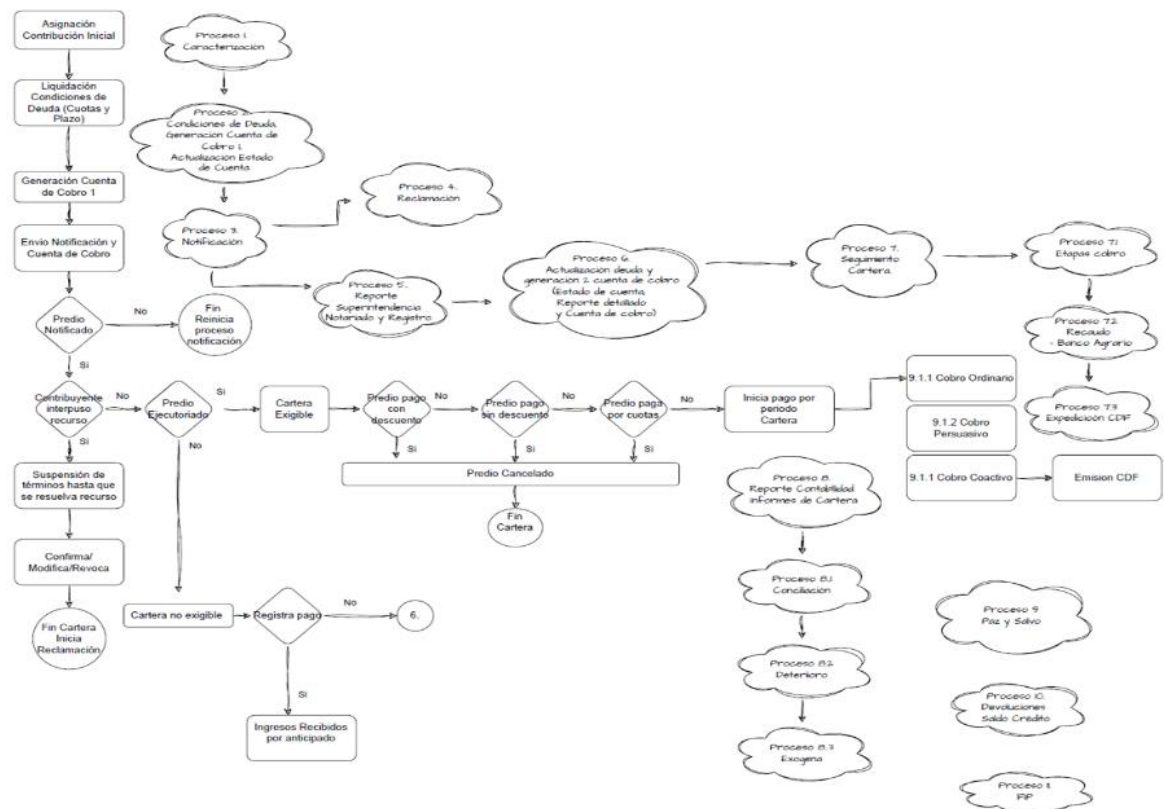 Asignación
Contribución Inicial
Liquidación
Condiciones de
Deuda (Cuotas y
Plazo)
Generación Cuenta
de Cobro 1
Envio Notificación y
Cuenta de Cobro
Predio
Notificado
No
Fin
Reinicia
proceso
notificación
Si
Contribuyente
interpuso
recurso
No
Predio
Ejecutoriado
Si
Cartera
Exigible
Predio pago
con
descuento
No
Predio pago
sin descuento
No
Predio paga
por cuotas
No
Inicia pago por
periodo
Cartera
9.1.1 Cobro Ordinario
9.1.2 Cobro
Persuasivo
9.1.1 Cobro Coactivo
Emision CDF
Si
Si
Si
Predio Cancelado
Fin
Cartera
Si
Suspensión de
términos hasta que
se resuelva recurso
Confirma/
Modifica/Revoca
Fin Cartera
Inicia
Reclamación
No
Cartera no exigible
Registra pago
No
6.
Si
Ingresos Recibidos
por anticipado
Proceso 1.
Caracterización
Proceso 2.
Condiciones de Deuda,
Generación Cuenta de
Cobro 1.
Actualización Estado
de Cuenta
Proceso 3.
Notificación
Proceso 4.
Reclamación
Proceso 5.
Reporte
Superintendencia
Notariado y Registro
Proceso 6.
Actualización deuda y
generación 2 cuenta de cobro
(Estado de cuenta,
Reporte detallado
y Cuenta de cobro)
Proceso 7.
Seguimiento
Cartera
Proceso 7.1
Etapas cobro
Proceso 7.2
Recaudo
- Banco Agrario
Proceso 7.3
Expedición CDF
Proceso 8.
Reporte Contabilidad
informes de Cartera
Proceso 8.1
Conciliación
Proceso 8.2
Deterioro
Proceso 8.3
Exogena
Proceso 9
Paz y Salvo
Proceso 10.
Devoluciones
Saldo Crédito
Proceso 11.